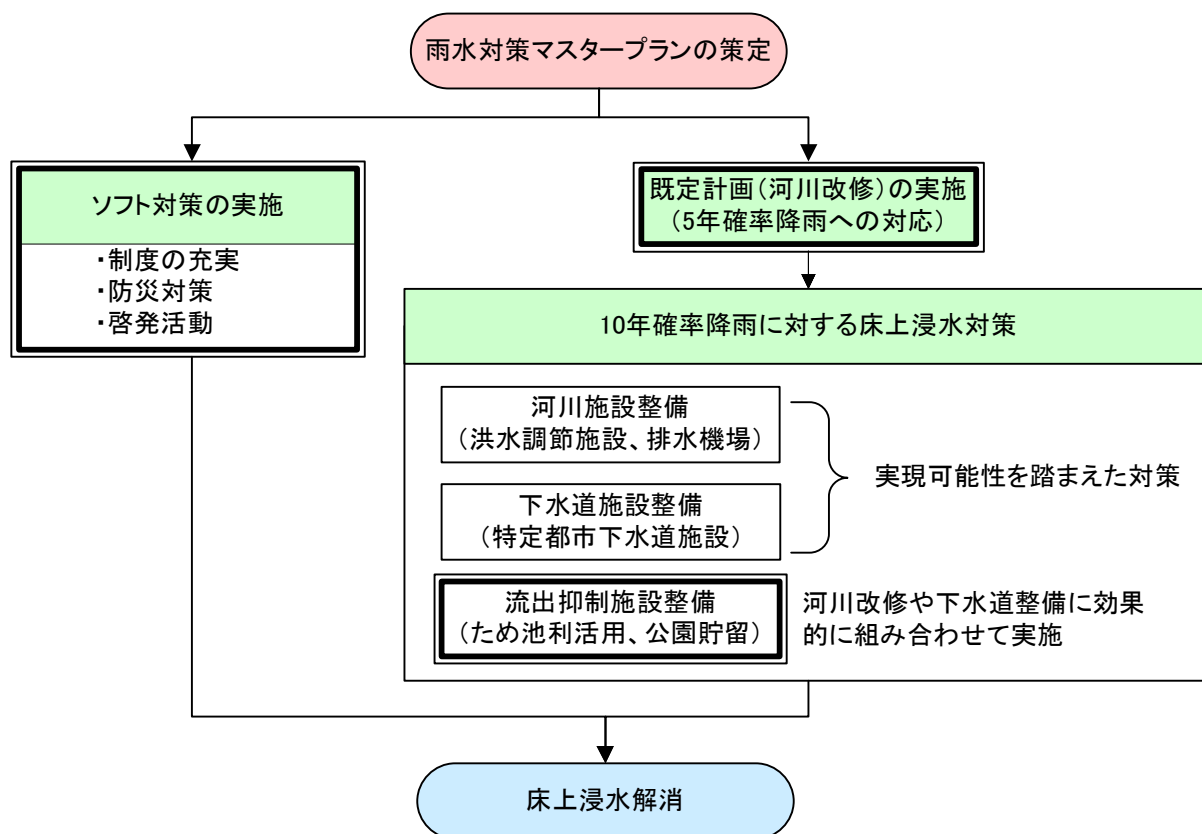 雨水対策マスタープランの策定
ソフト対策の実施
・制度の充実
・防災対策
・啓発活動
既定計画(河川改修)の実施
(5年確率降雨への対応)
10年確率降雨に対する床上浸水対策
河川施設整備
(洪水調節施設、排水機場)
下水道施設整備
(特定都市下水道施設)
実現可能性を踏まえた対策
流出抑制施設整備
(ため池利活用、公園貯留)
河川改修や下水道整備に効果
的に組み合わせて実施
床上浸水解消